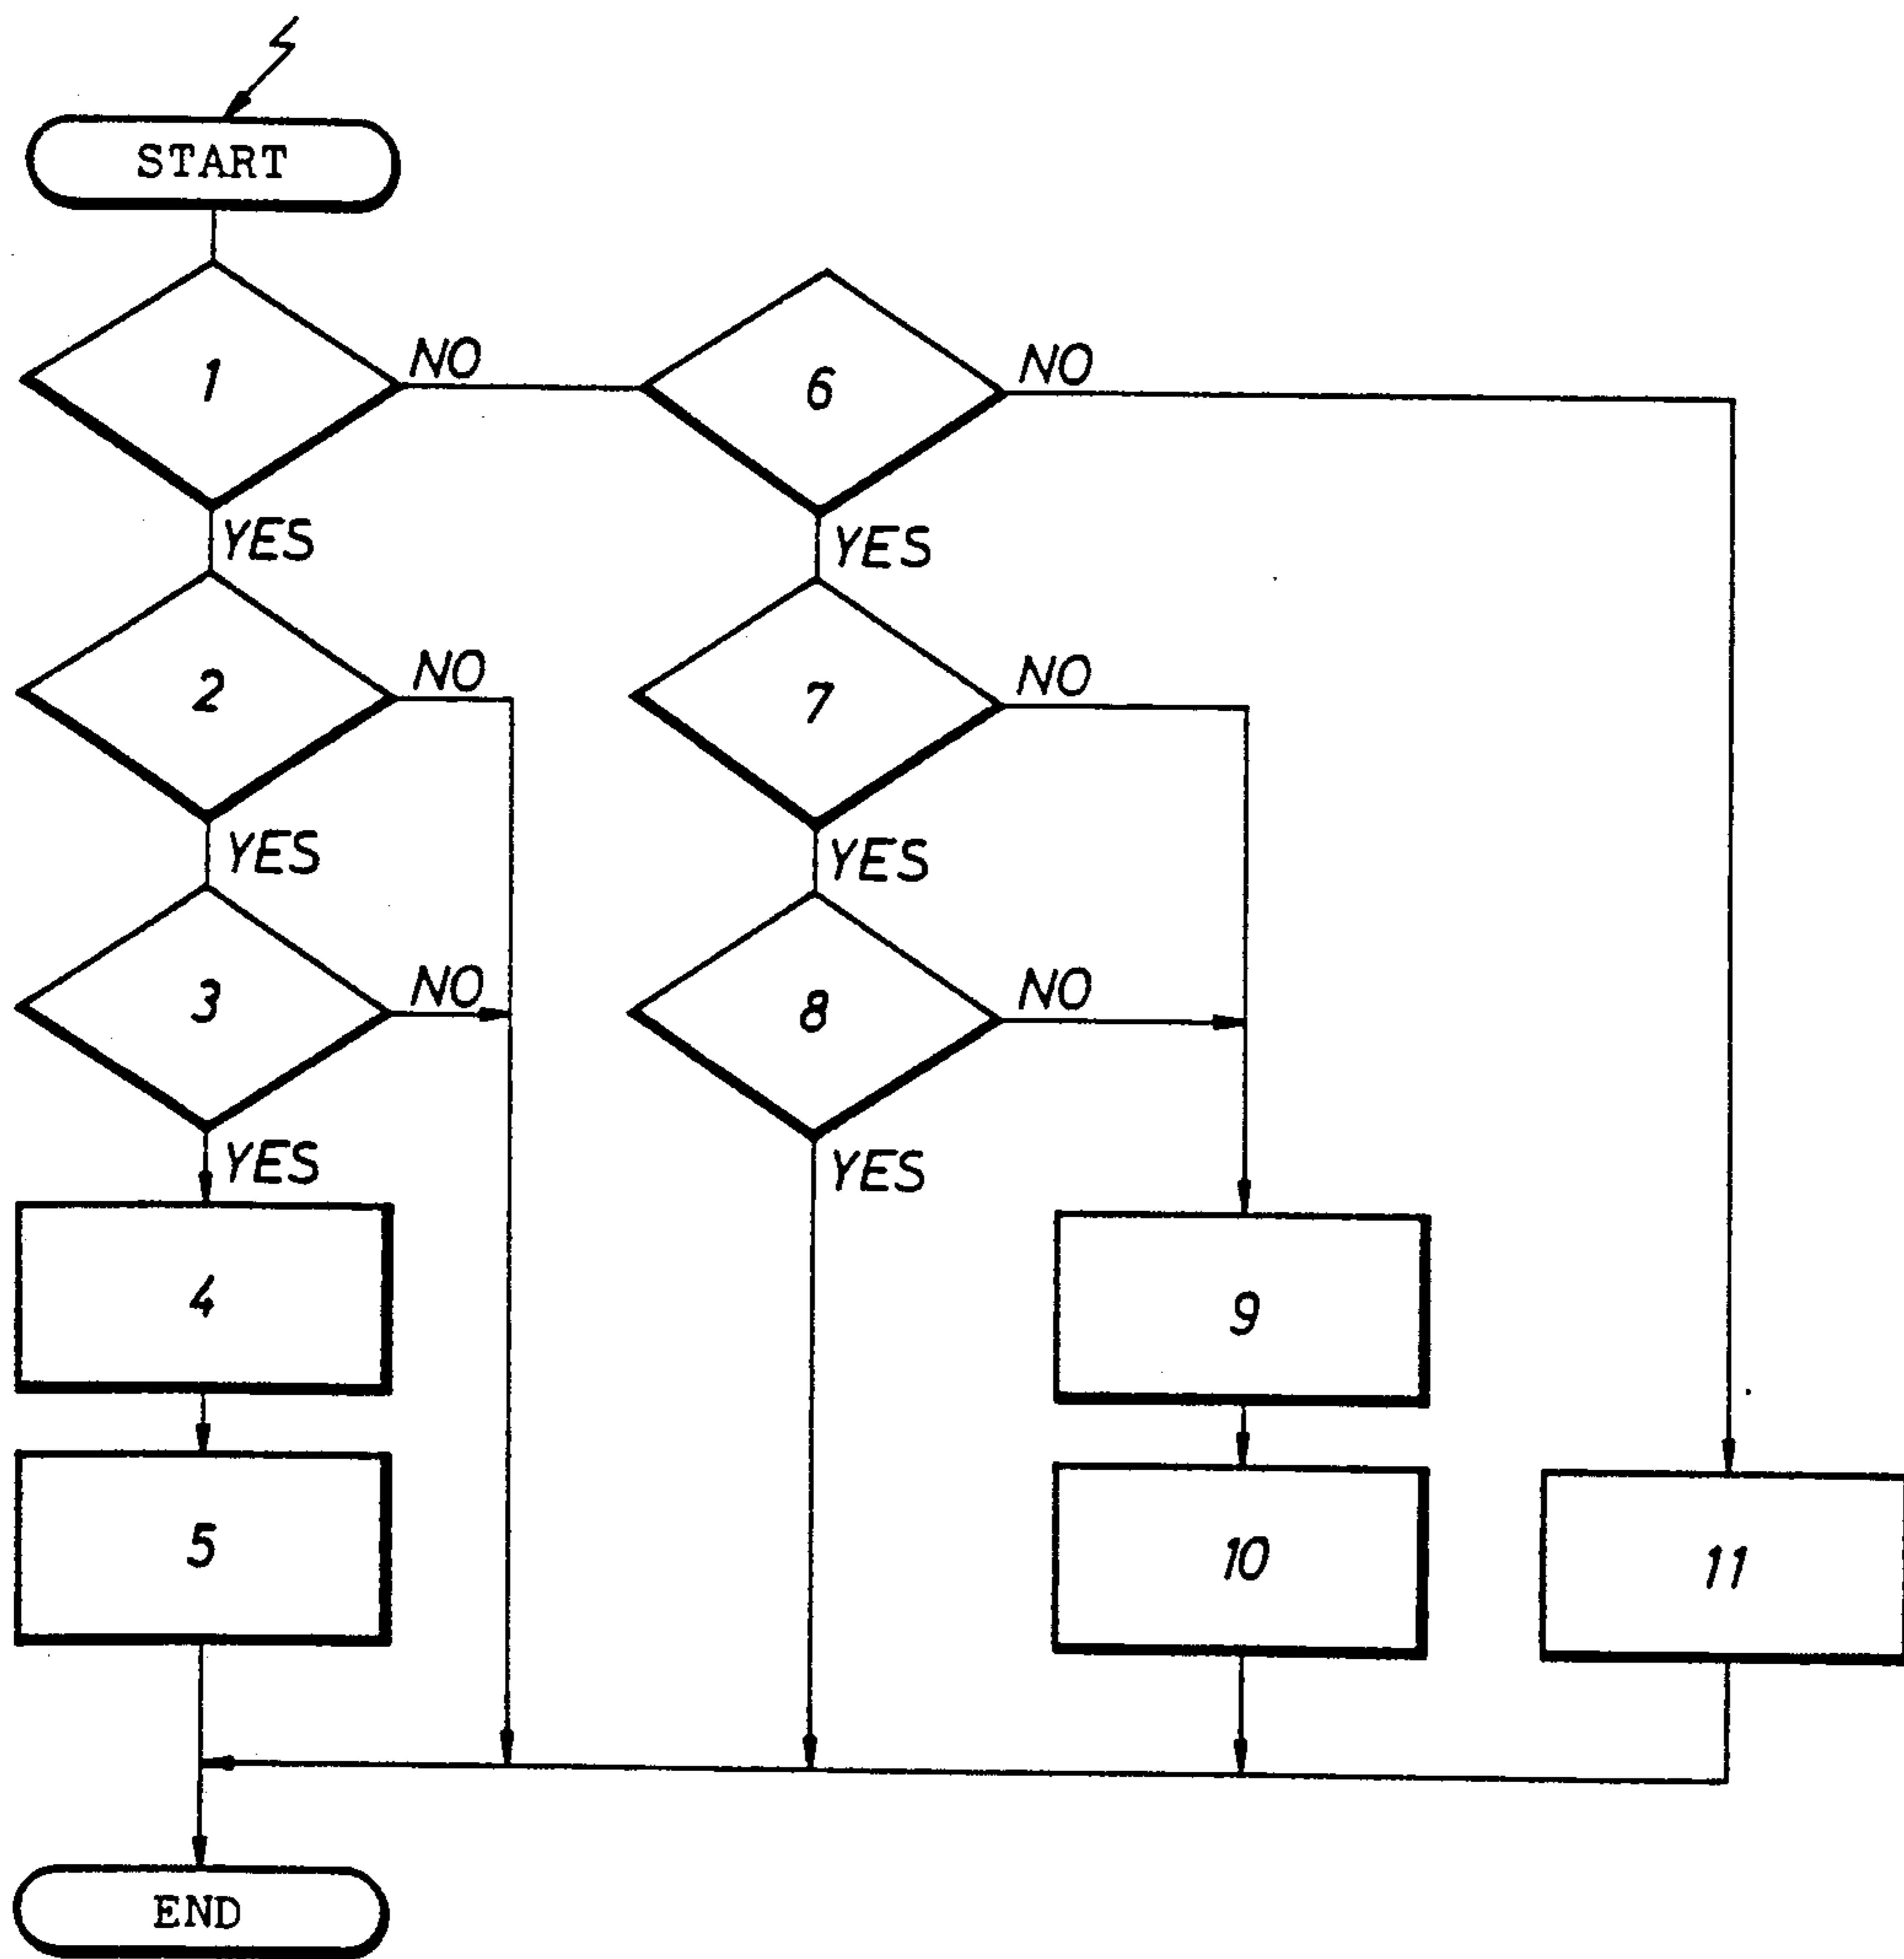 START
1
NO
6
NO
YES
YES
2
NO
7
NO
YES
YES
3
NO
8
NO
YES
YES
4
9
5
10
11
END